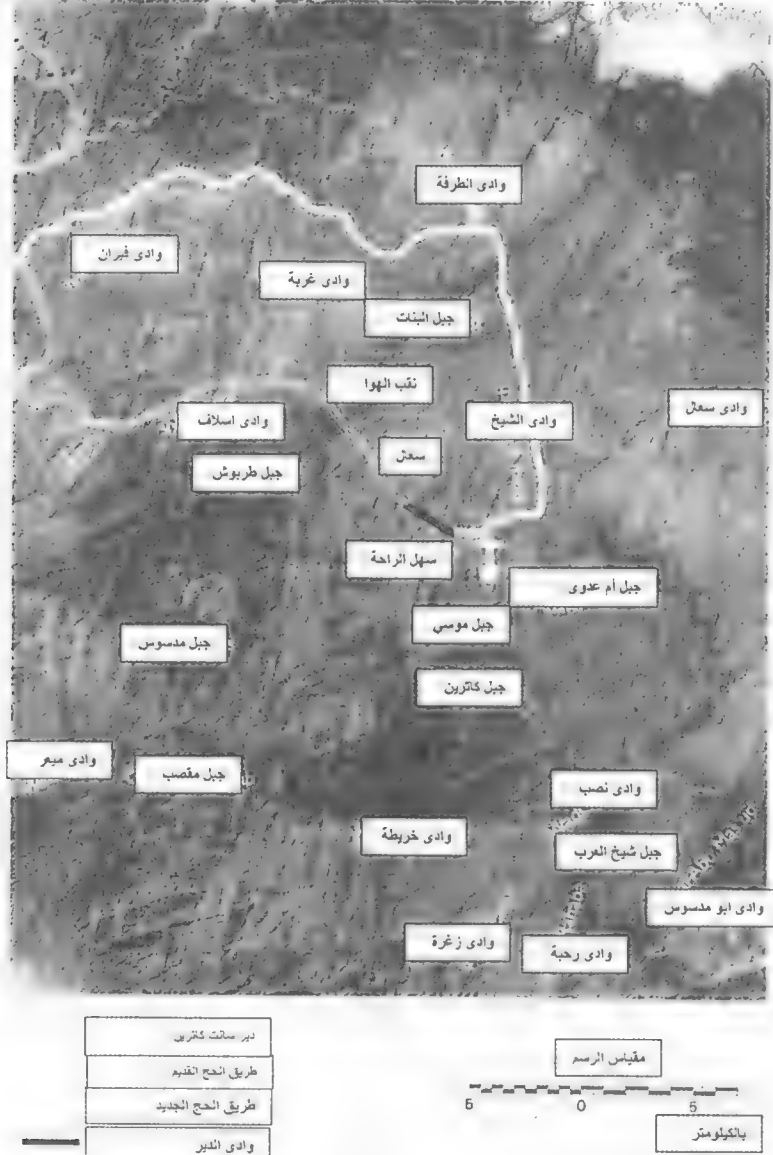 وادى الطرفة
وادى فيران
وادى غربة
جبل البنات
نقب الهوا
وادى سعال
وادى الشيخ
وادى اسلاف
سعال
جبل طربوش
سهل الراحة
جبل أم عدوى
جبل موسي
جبل مدسوس
جبل كاترين
وادى ميعر
جبل مقصب
وادى نصب
وادى خريطة
جبل شيخ العرب
وادى ابو مدسوس
وادى زغرة
وادى رحبة
دير سانت كاترين
طريق الحج القديم
طريق الحج الجديد
وادى الدير
مقياس الرسم
5 0 5
بالكيلومتر